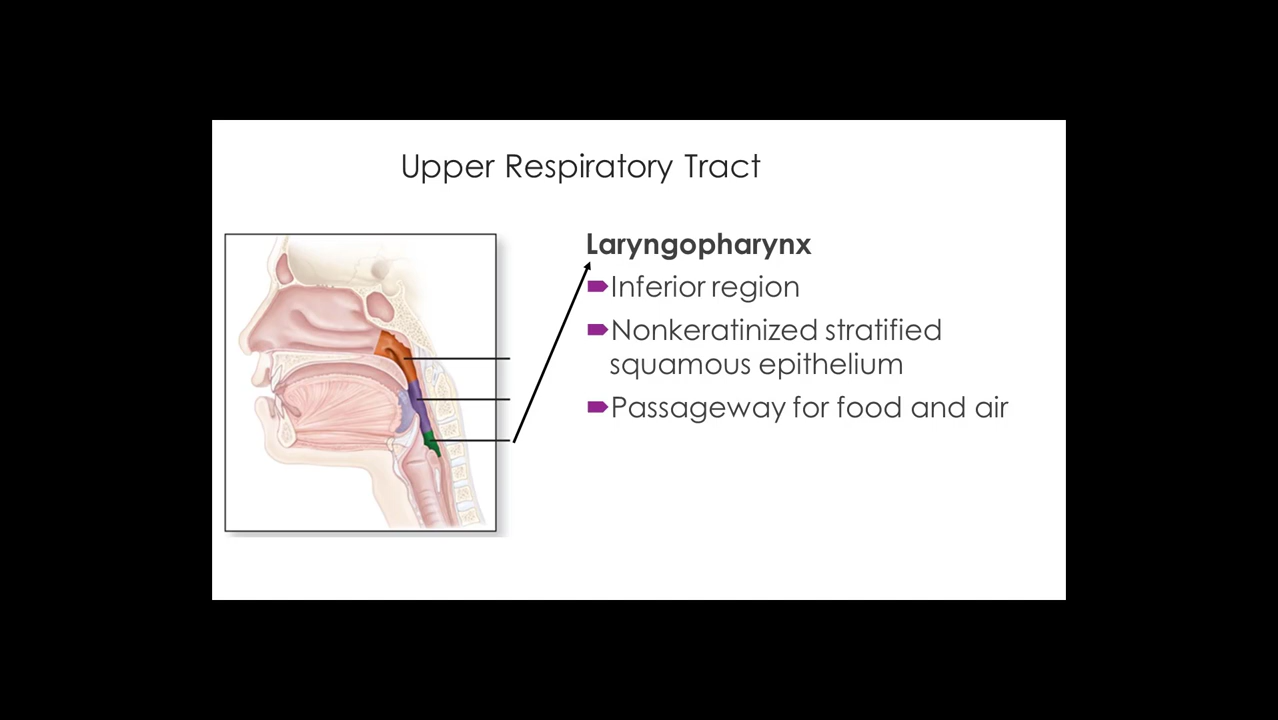 Upper Respiratory Tract
Laryngopharynx
Inferior region
Nonkeratinized stratified
squamous epithelium
Passageway for food and air